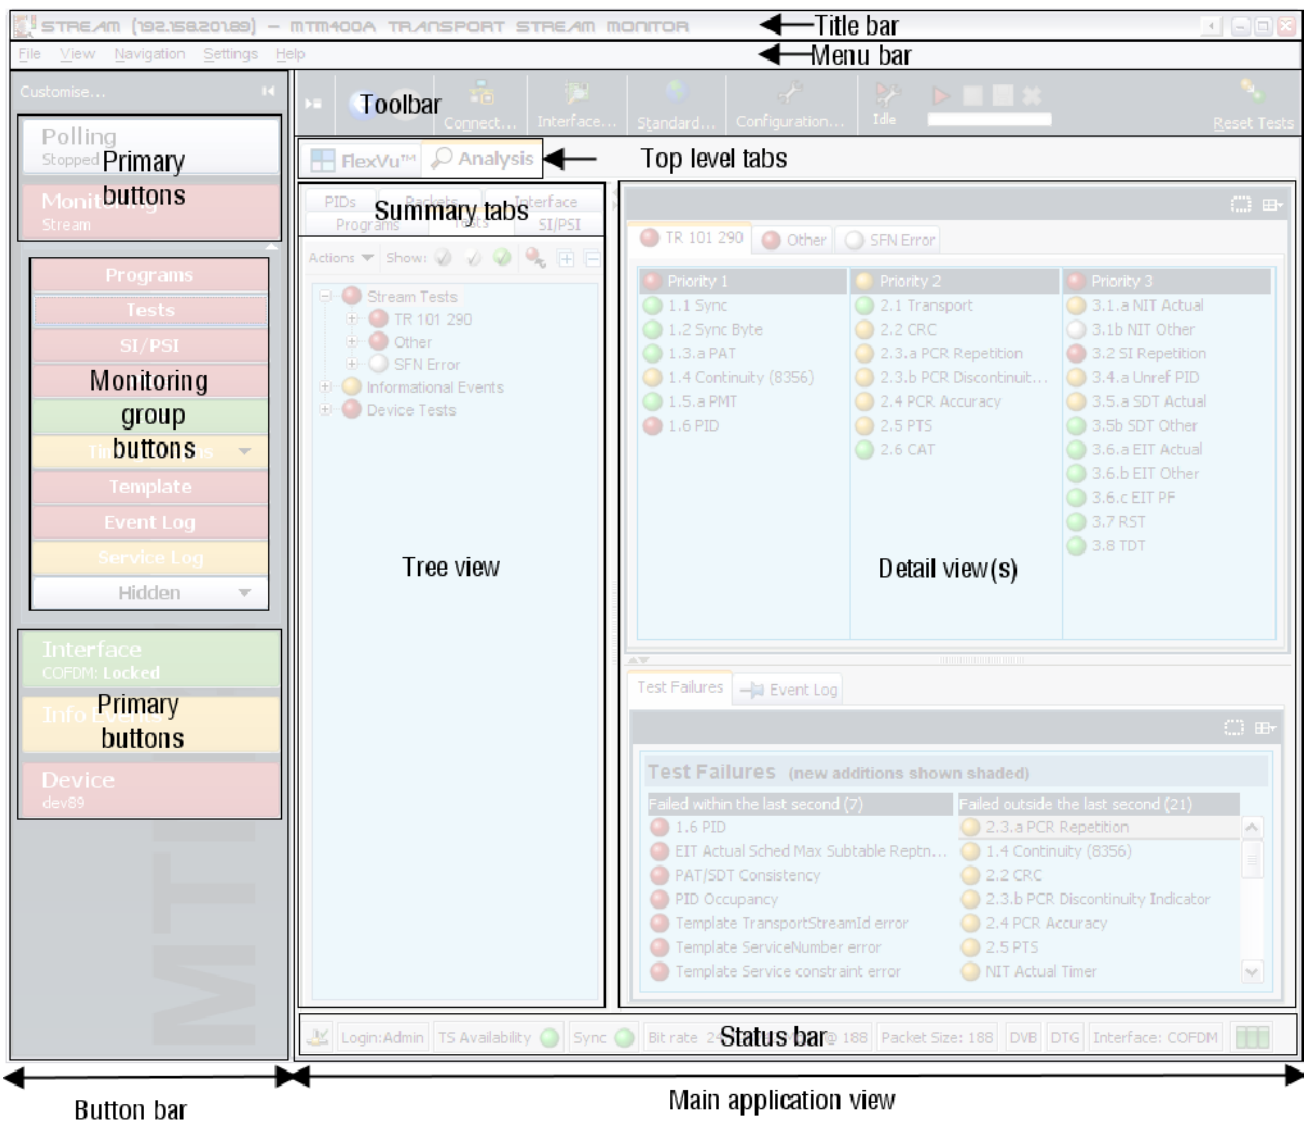 STREAM (192.158.201.89) - MTM400A TRANSPORT STREAM MONITOR
Title bar
File View Navigation Settings Help
Menu bar
Customise...
Toolbar
Connect... Interface... Standard... Configuration... Idle Reset Tests
Polling
Stopped
Primary
buttons
Monitoring
Stream
FlexVu™ Analysis
Top level tabs
PIDs Packets Interface
Programs Tests SI/PSI
Summary tabs
Actions Show:
Stream Tests
TR 101 290
Other
SFN Error
Informational Events
Device Tests
Tree view
Programs
Tests
SI/PSI
Monitoring
group
buttons
Template
Event Log
Service Log
Hidden
Interface
COFDM: Locked
Info Events
Primary
buttons
Device
dev89
MTM
TR 101 290 Other SFN Error
Priority 1
1.1 Sync
1.2 Sync Byte
1.3.a PAT
1.4 Continuity (8356)
1.5.a PMT
1.6 PID
Priority 2
2.1 Transport
2.2 CRC
2.3.a PCR Repetition
2.3.b PCR Discontinuit...
2.4 PCR Accuracy
2.5 PTS
2.6 CAT
Priority 3
3.1.a NIT Actual
3.1b NIT Other
3.2 SI Repetition
3.4.a Unref PID
3.5.a SDT Actual
3.5b SDT Other
3.6.a EIT Actual
3.6.b EIT Other
3.6.c EIT PF
3.7 RST
3.8 TDT
Detail view(s)
Test Failures Event Log
Test Failures (new additions shown shaded)
Failed within the last second (7)
1.6 PID
EIT Actual Sched Max Subtable Reptn...
PAT/SDT Consistency
PID Occupancy
Template TransportStreamId error
Template ServiceNumber error
Template Service constraint error
Failed outside the last second (21)
2.3.a PCR Repetition
1.4 Continuity (8356)
2.2 CRC
2.3.b PCR Discontinuity Indicator
2.4 PCR Accuracy
2.5 PTS
NIT Actual Timer
Login:Admin TS Availability Sync Bit rate @ 188 Packet Size: 188 DVB DTG Interface: COFDM
Status bar
Button bar
Main application view